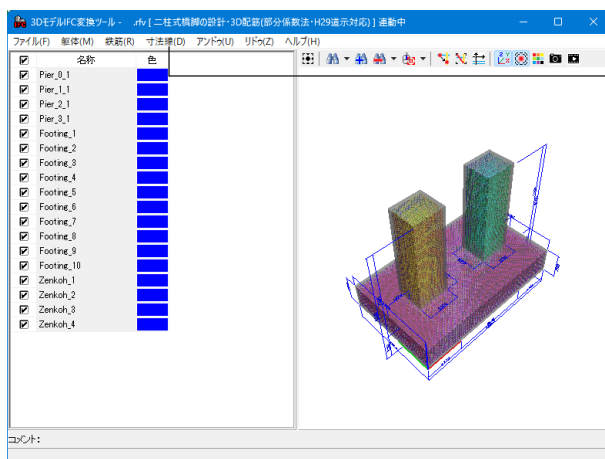 3DモデルIFC変換ツール - .rfv [ 二柱式橋脚の設計・3D配筋(部分係数法・H29道示対応) ] 連動中
ファイル(F) 躯体(M) 鉄筋(R) 寸法線(D) アンドゥ(U) リドゥ(Z) ヘルプ(H)
名称 色
Pier_0_1
Pier_1_1
Pier_2_1
Pier_3_1
Footing_1
Footing_2
Footing_3
Footing_4
Footing_5
Footing_6
Footing_7
Footing_8
Footing_9
Footing_10
Zenkoh_1
Zenkoh_2
Zenkoh_3
Zenkoh_4
コメント: